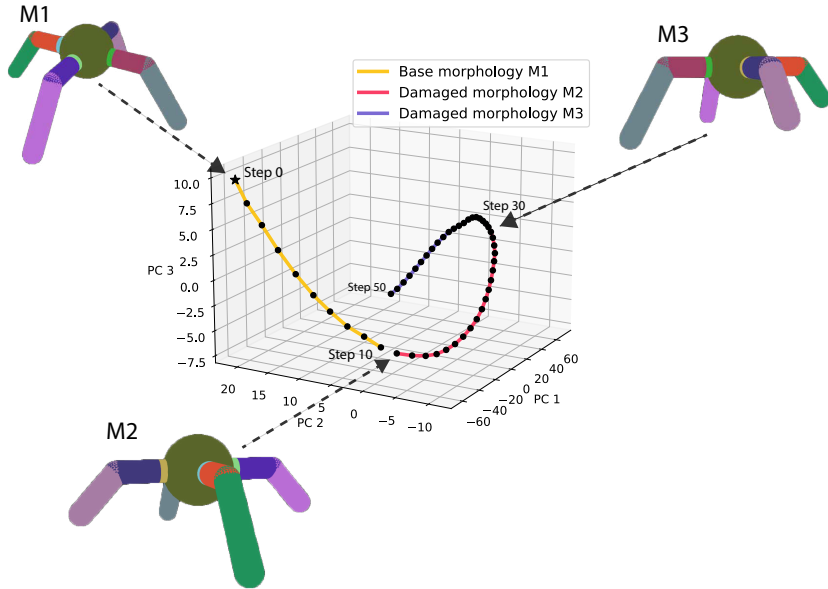 M1
M3
Base morphology M1
Damaged morphology M2
Damaged morphology M3
Step 0
10.0
7.5
5.0
2.5
0.0
−2.5
−5.0
−7.5
PC 3
Step 30
Step 50
Step 10
20
15
10
5
0
−5
−10
PC 2
−60
−40
−20
0
20
40
60
PC 1
M2